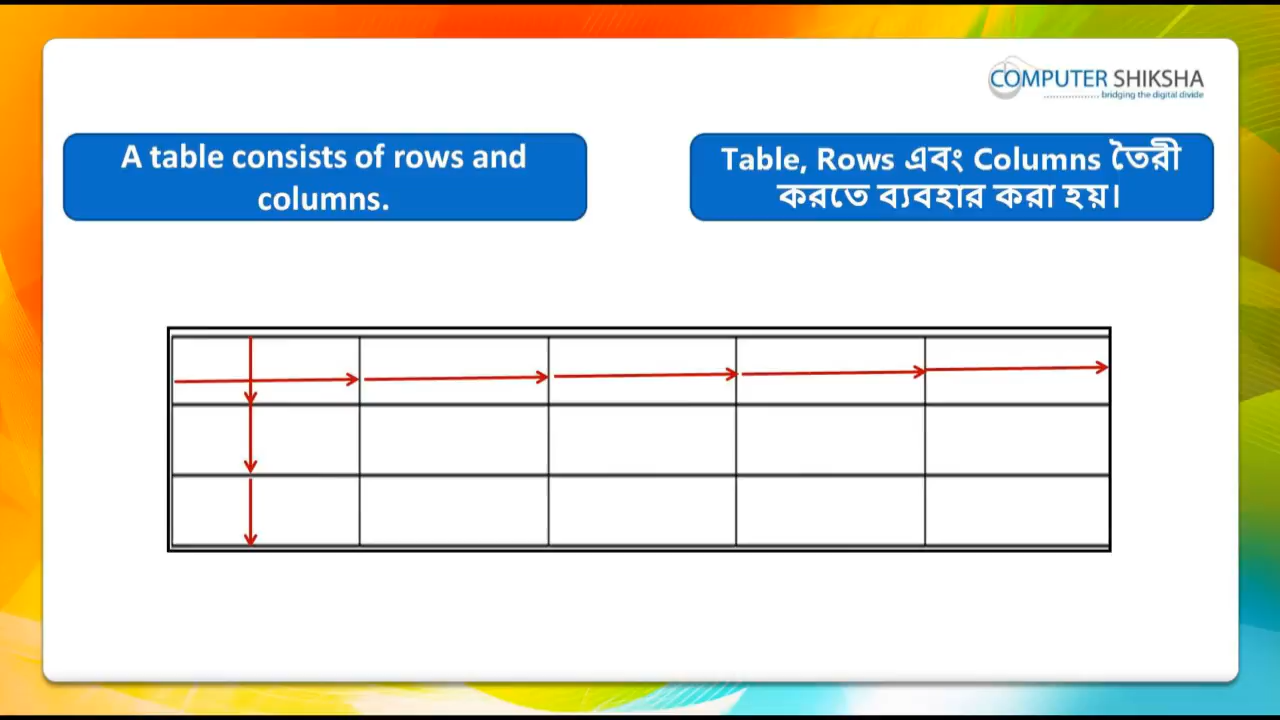 COMPUTER SHIKSHA
bridging the digital divide
A table consists of rows and
columns.
Table, Rows এবং Columns তৈরী
করতে ব্যবহার করা হয়।